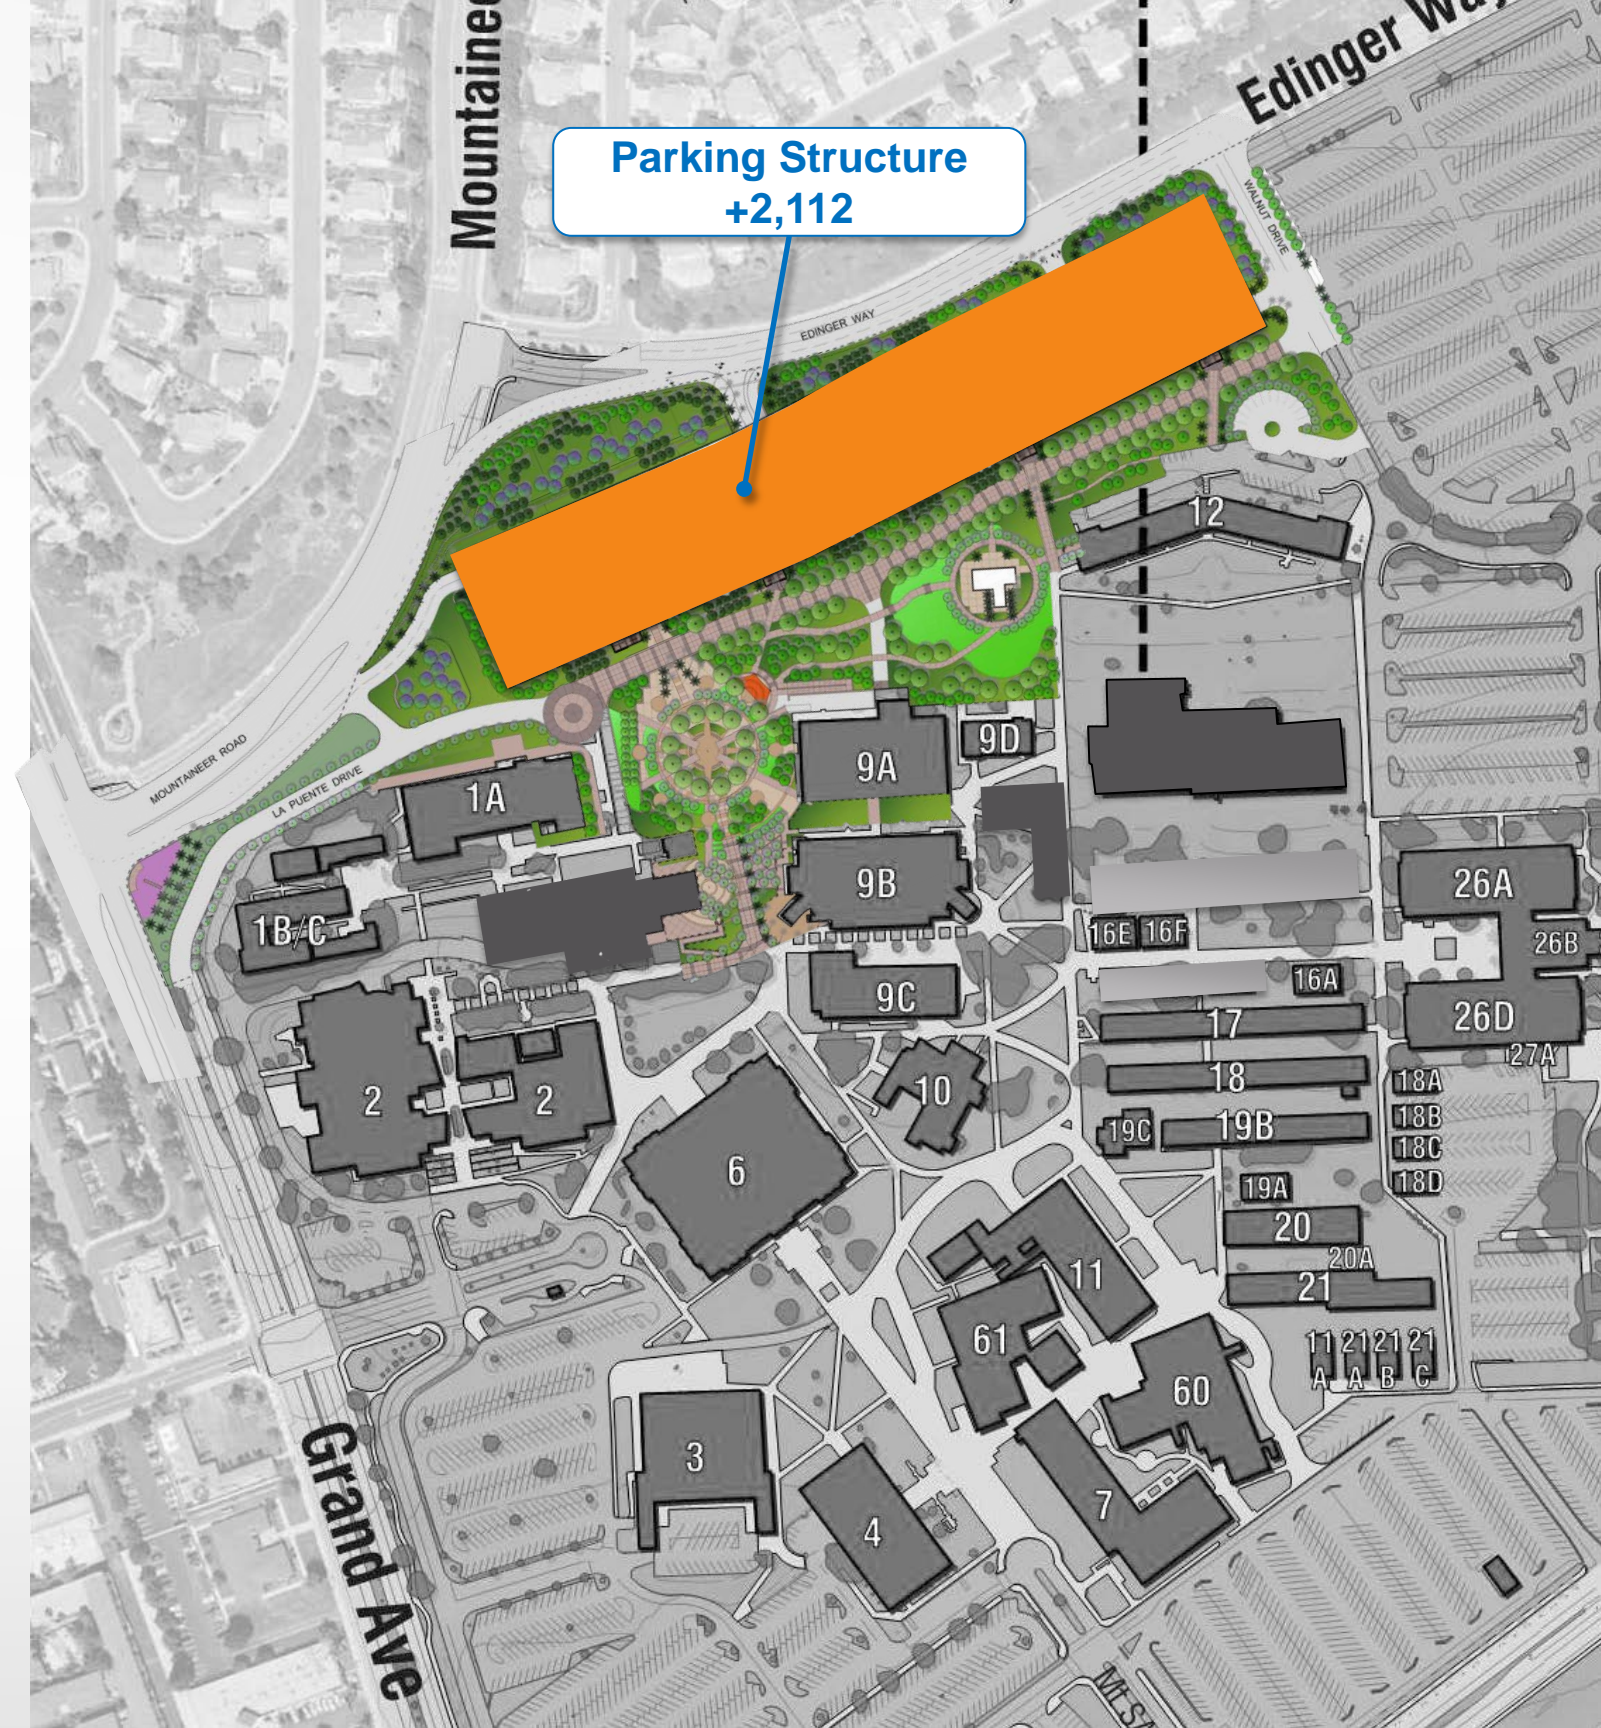 Mountainee
Edinger Way
Parking Structure
+2,112
WALNUT DRIVE
EDINGER WAY
12
MOUNTAINEER ROAD
LA PUENTE DRIVE
1A
9A
9D
1B/C
9B
26A
16E
16F
26B
9C
16A
17
26D
27A
2
2
10
18
18A
18B
19C
19B
18C
6
19A
18D
20
20A
11
21
61
11
A
21
A
21
B
21
C
60
Grand Ave
3
7
4
Mt SA